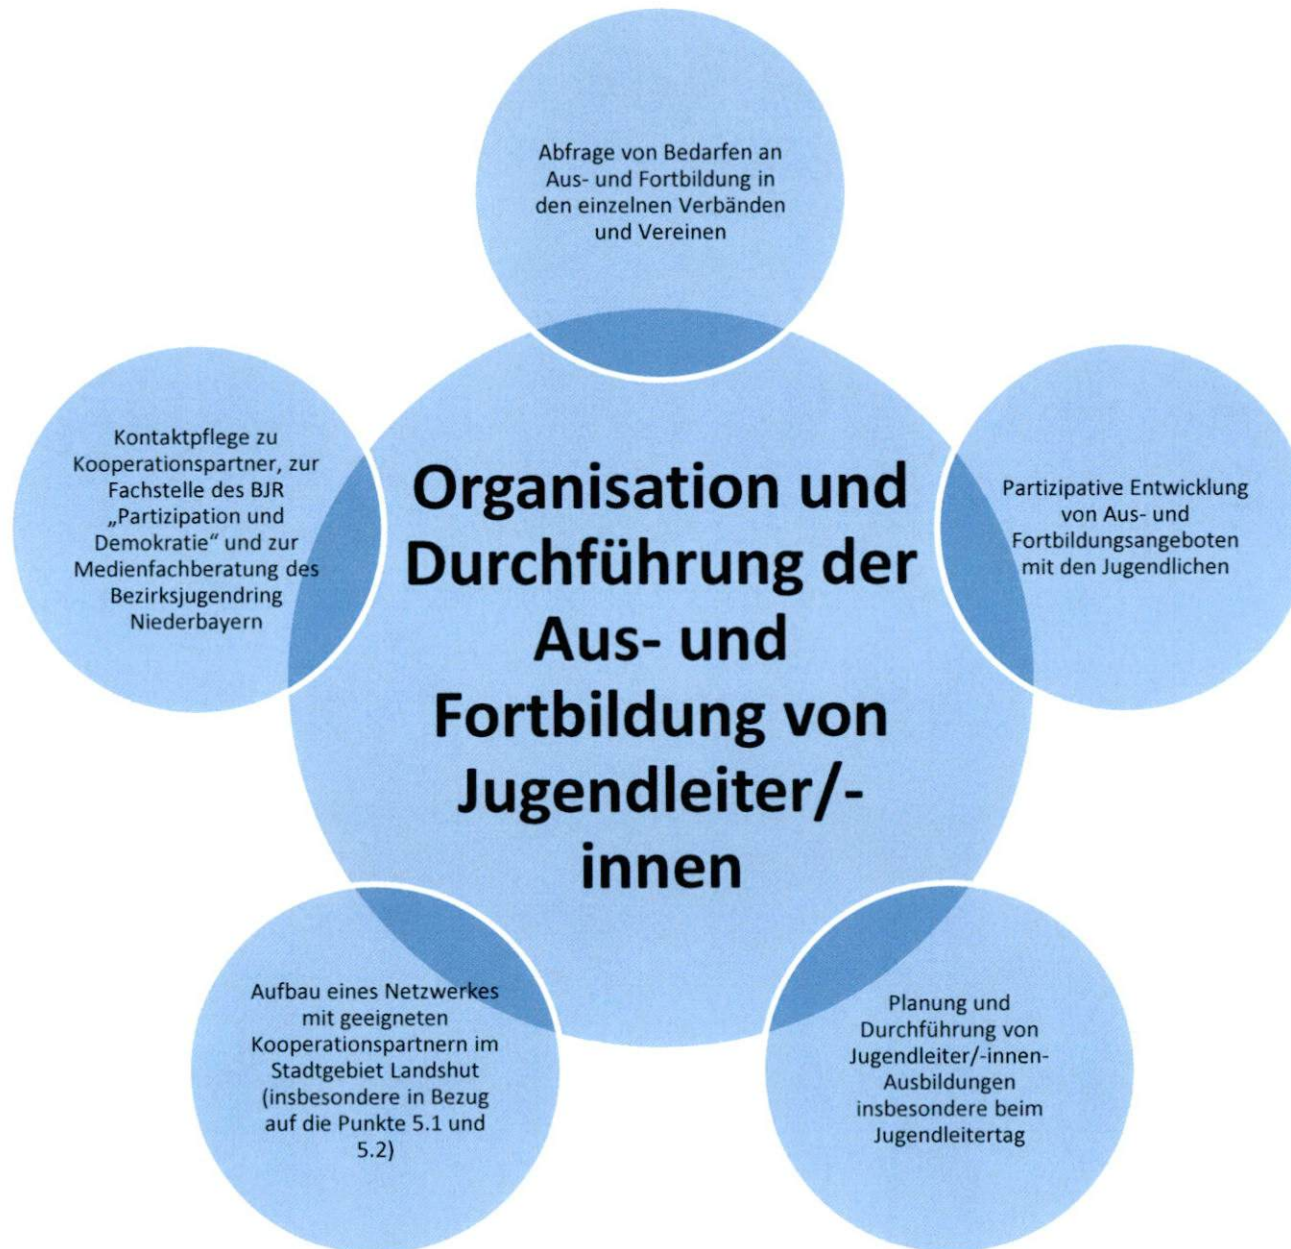 Abfrage von Bedarfen an
Aus- und Fortbildung in
den einzelnen Verbänden
und Vereinen
Kontaktpflege zu
Kooperationspartner, zur
Fachstelle des BJR
„Partizipation und
Demokratie“ und zur
Medienfachberatung des
Bezirksjugendring
Niederbayern
Organisation und
Durchführung der
Aus- und
Fortbildung von
Jugendleiter/-
innen
Partizipative Entwicklung
von Aus- und
Fortbildungsangeboten
mit den Jugendlichen
Aufbau eines Netzwerkes
mit geeigneten
Kooperationspartnern im
Stadtgebiet Landshut
(insbesondere in Bezug
auf die Punkte 5.1 und
5.2)
Planung und
Durchführung von
Jugendleiter/-innen-
Ausbildungen
insbesondere beim
Jugendleitertag